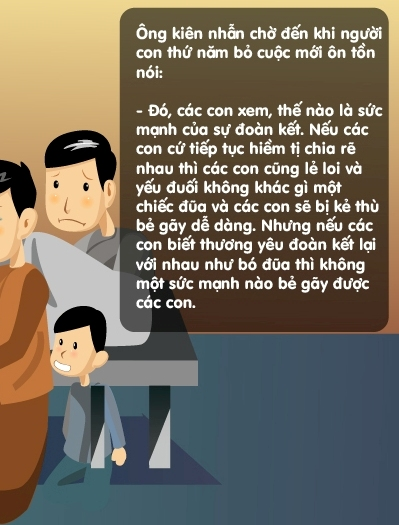 Ông kiên nhẫn chờ đến khi người
con thứ năm bỏ cuộc mới ôn tồn
nói:
- Đó, các con xem, thế nào là sức
mạnh của sự đoàn kết. Nếu các
con cứ tiếp tục hiềm tị chia rẽ
nhau thì các con cũng lẻ loi và
yếu đuối không khác gì một
chiếc đũa và các con sẽ bị kẻ thù
bẻ gãy dễ dàng. Nhưng nếu các
con biết thương yêu đoàn kết lại
với nhau như bó đũa thì không
một sức mạnh nào bẻ gãy được
các con.